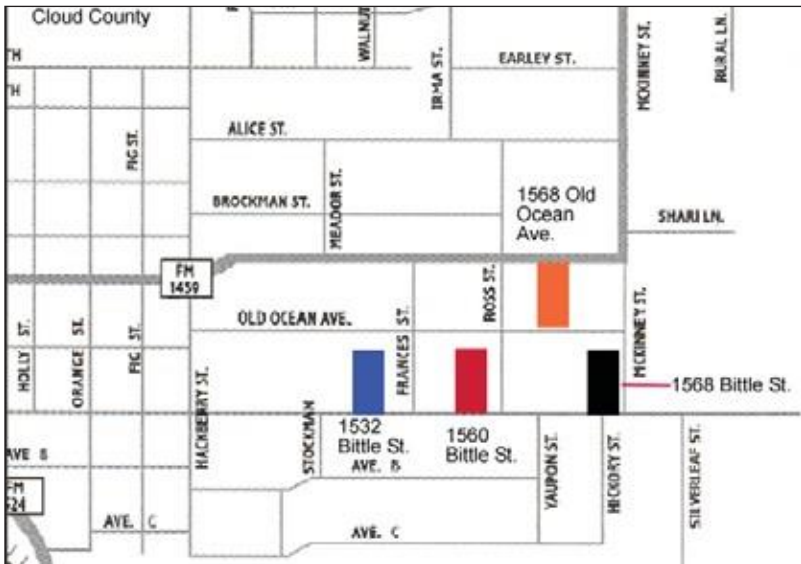 Cloud County
TH
TH
WALNUT
EARLEY ST.
MCKINNEY ST.
RURAL LN.
IRMA ST.
ALICE ST.
FIG ST.
BROCKMAN ST.
MEADOR ST.
1568 Old
Ocean
Ave.
SHARI LN.
FM
1459
HOLLY ST.
ORANGE ST.
FIG ST.
OLD OCEAN AVE.
FRANCES ST.
ROSS ST.
MCKINNEY ST.
HACKBERRY ST.
STOCKMAN
1568 Bittle St.
1532
Bittle St.
1560
Bittle St.
AVE B
AVE. B
YAUPON ST.
HICKORY ST.
SILVERLEAF ST.
AVE. C
AVE. C